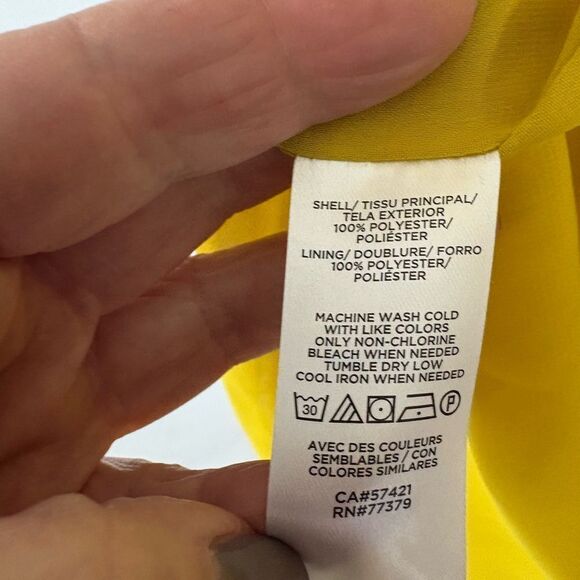 SHELL/ TISSU PRINCIPAL/
TELA EXTERIOR
100% POLYESTER/
POLIÉSTER
LINING/ DOUBLURE/ FORRO
100% POLYESTER/
POLIÉSTER
MACHINE WASH COLD
WITH LIKE COLORS
ONLY NON-CHLORINE
BLEACH WHEN NEEDED
TUMBLE DRY LOW
COOL IRON WHEN NEEDED
30 P
AVEC DES COULEURS
SEMBLABLES / CON
COLORES SIMILARES
CA#57421
RN#77379